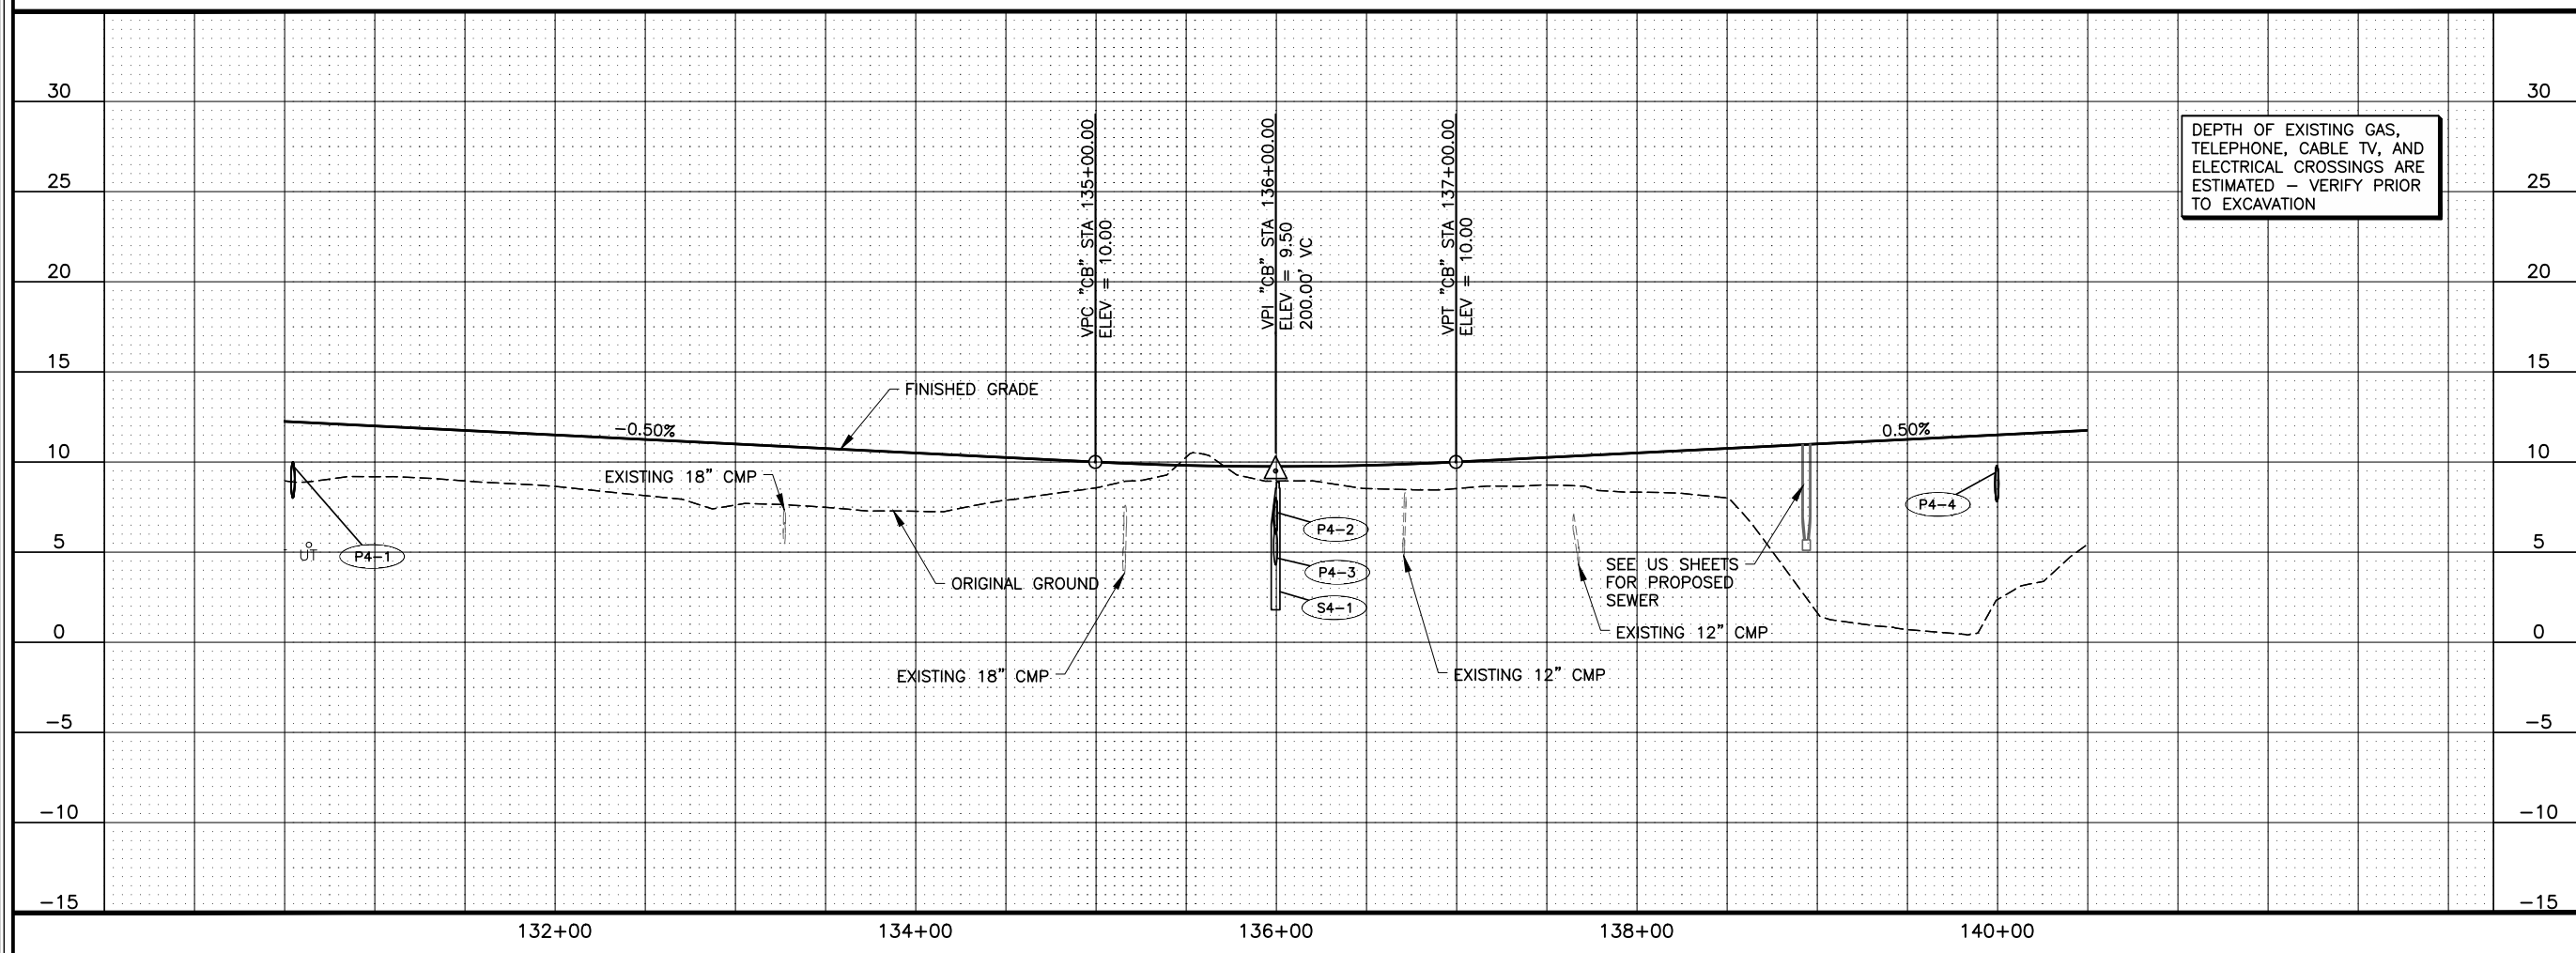 30
25
20
15
10
5
0
-5
-10
-15
30
25
20
15
10
5
0
-5
-10
-15
DEPTH OF EXISTING GAS,
TELEPHONE, CABLE TV, AND
ELECTRICAL CROSSINGS ARE
ESTIMATED – VERIFY PRIOR
TO EXCAVATION
VPC "CB" STA 135+00.00
ELEV = 10.00
VPI "CB" STA 136+00.00
ELEV = 9.50
200.00' VC
VPT "CB" STA 137+00.00
ELEV = 10.00
FINISHED GRADE
-0.50%
0.50%
EXISTING 18" CMP
P4-4
P4-2
UT
P4-1
SEE US SHEETS
FOR PROPOSED
SEWER
P4-3
ORIGINAL GROUND
S4-1
EXISTING 12" CMP
EXISTING 18" CMP
EXISTING 12" CMP
132+00
134+00
136+00
138+00
140+00